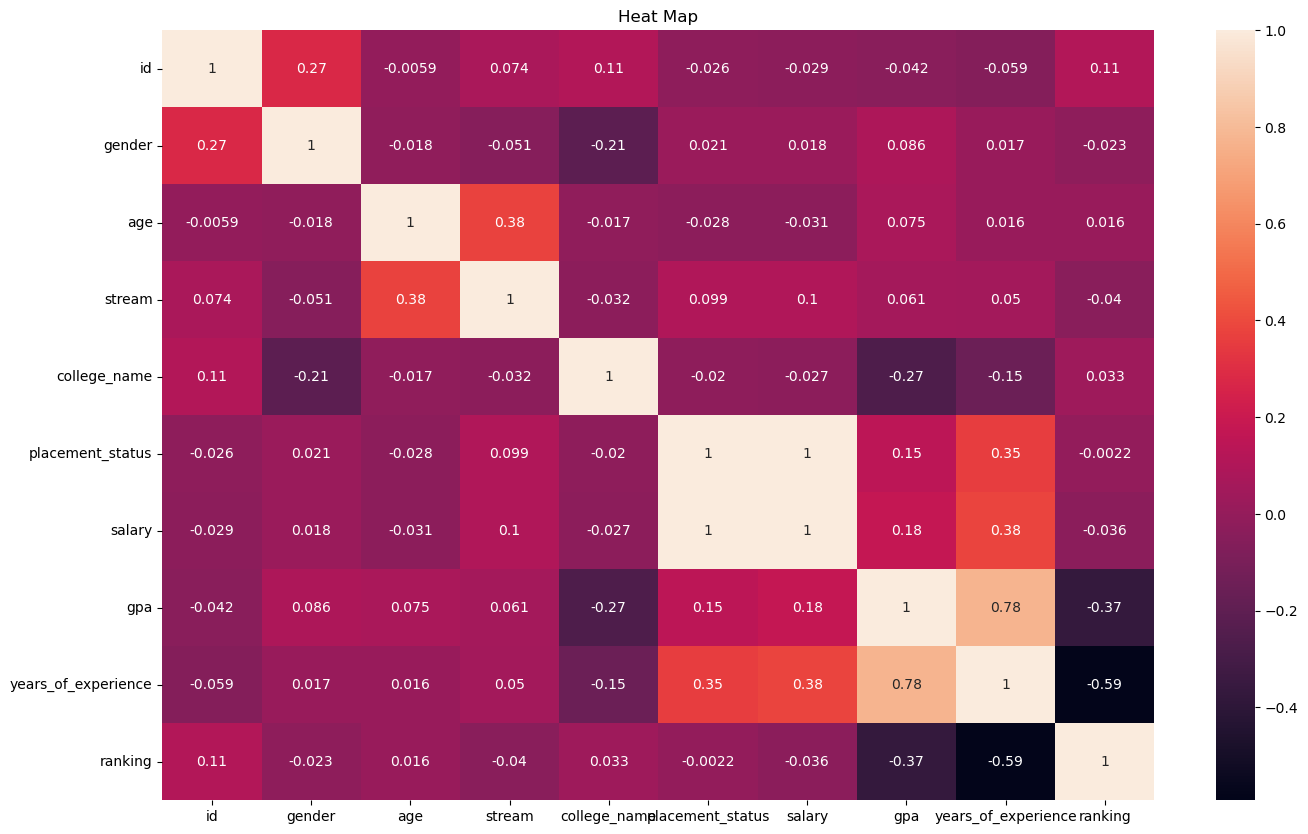 Heat Map
id 1 0.27 -0.0059 0.074 0.11 -0.026 -0.029 -0.042 -0.059 0.11
gender 0.27 1 -0.018 -0.051 -0.21 0.021 0.018 0.086 0.017 -0.023
age -0.0059 -0.018 1 0.38 -0.017 -0.028 -0.031 0.075 0.016 0.016
stream 0.074 -0.051 0.38 1 -0.032 0.099 0.1 0.061 0.05 -0.04
college_name 0.11 -0.21 -0.017 -0.032 1 -0.02 -0.027 -0.27 -0.15 0.033
placement_status -0.026 0.021 -0.028 0.099 -0.02 1 1 0.15 0.35 -0.0022
salary -0.029 0.018 -0.031 0.1 -0.027 1 1 0.18 0.38 -0.036
gpa -0.042 0.086 0.075 0.061 -0.27 0.15 0.18 1 0.78 -0.37
years_of_experience -0.059 0.017 0.016 0.05 -0.15 0.35 0.38 0.78 1 -0.59
ranking 0.11 -0.023 0.016 -0.04 0.033 -0.0022 -0.036 -0.37 -0.59 1
id gender age stream college_name placement_status salary gpa years_of_experience ranking
1.0
0.8
0.6
0.4
0.2
0.0
−0.2
−0.4